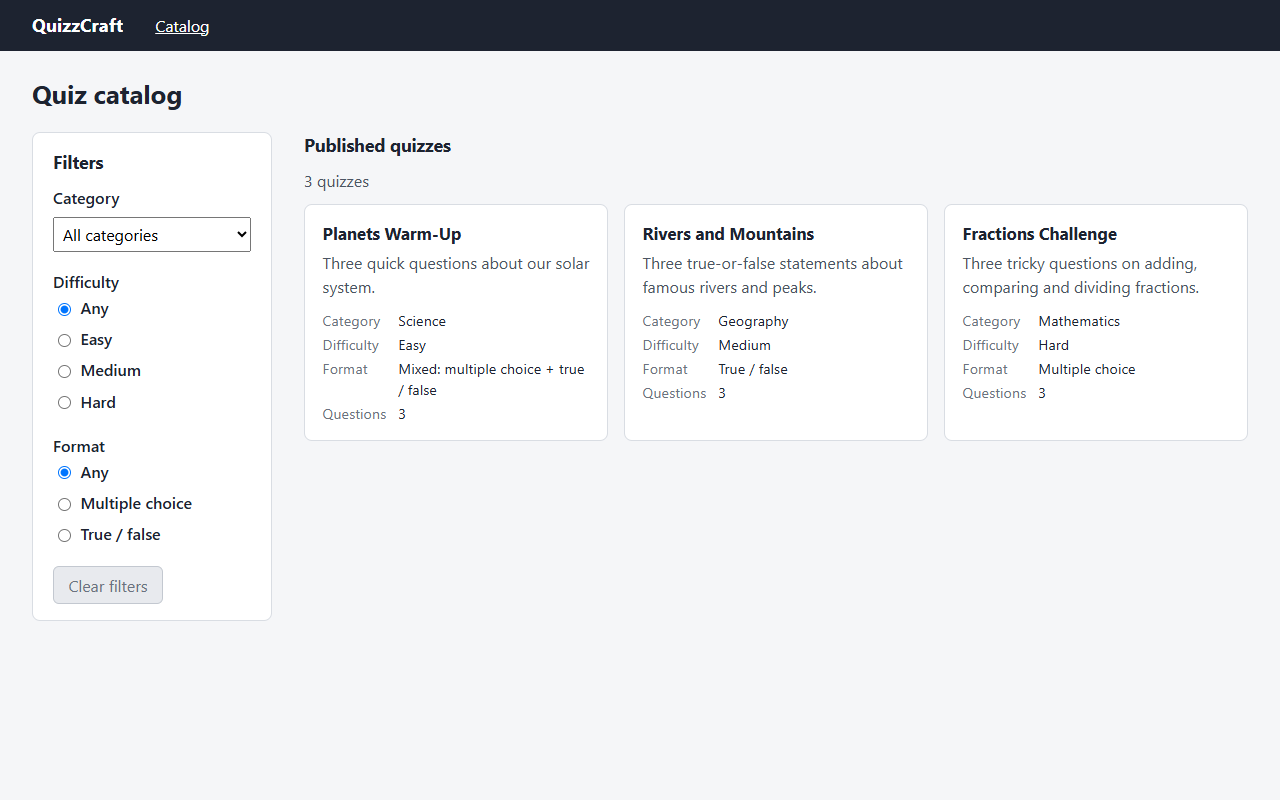 QuizzCraft Catalog
Quiz catalog
Filters
Category
All categories
Difficulty
Any
Easy
Medium
Hard
Format
Any
Multiple choice
True / false
Clear filters
Published quizzes
3 quizzes
Planets Warm-Up
Three quick questions about our solar
system.
Category Science
Difficulty Easy
Format Mixed: multiple choice + true
/ false
Questions 3
Rivers and Mountains
Three true-or-false statements about
famous rivers and peaks.
Category Geography
Difficulty Medium
Format True / false
Questions 3
Fractions Challenge
Three tricky questions on adding,
comparing and dividing fractions.
Category Mathematics
Difficulty Hard
Format Multiple choice
Questions 3